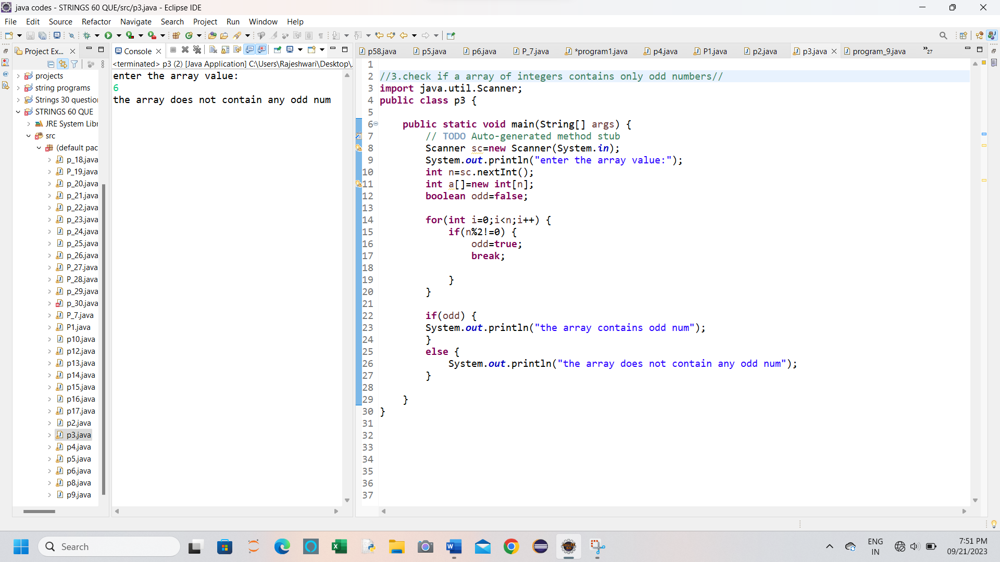 java codes - STRINGS 60 QUE/src/p3.java - Eclipse IDE
File Edit Source Refactor Navigate Search Project Run Window Help
Project Ex...
projects
string programs
Strings 30 question
STRINGS 60 QUE
JRE System Libr
src
(default pac
p_18.java
P_19.java
p_20.java
p_21.java
p_22.java
p_23.java
p_24.java
p_25.java
p_26.java
P_27.java
P_28.java
p_29.java
p_30.java
P_7.java
P1.java
p10.java
p12.java
p13.java
p14.java
p15.java
p16.java
p17.java
p2.java
p3.java
p4.java
p5.java
p6.java
p8.java
p9.java
Console
<terminated> p3 (2) [Java Application] C:\Users\Rajeshwari\Desktop\.
enter the array value:
6
the array does not contain any odd num
p58.java p5.java p6.java P_7.java *program1.java p4.java P1.java p2.java p3.java program_9.java »27
1
2 //3.check if a array of integers contains only odd numbers//
3 import java.util.Scanner;
4 public class p3 {
5
6 public static void main(String[] args) {
7 // TODO Auto-generated method stub
8 Scanner sc=new Scanner(System.in);
9 System.out.println("enter the array value:");
10 int n=sc.nextInt();
11 int a[]=new int[n];
12 boolean odd=false;
13
14 for(int i=0;i<n;i++) {
15 if(n%2!=0) {
16 odd=true;
17 break;
18
19 }
20 }
21
22 if(odd) {
23 System.out.println("the array contains odd num");
24 }
25 else {
26 System.out.println("the array does not contain any odd num");
27 }
28
29 }
30 }
31
32
33
34
35
36
37
Search
ENG
IN
7:51 PM
09/21/2023